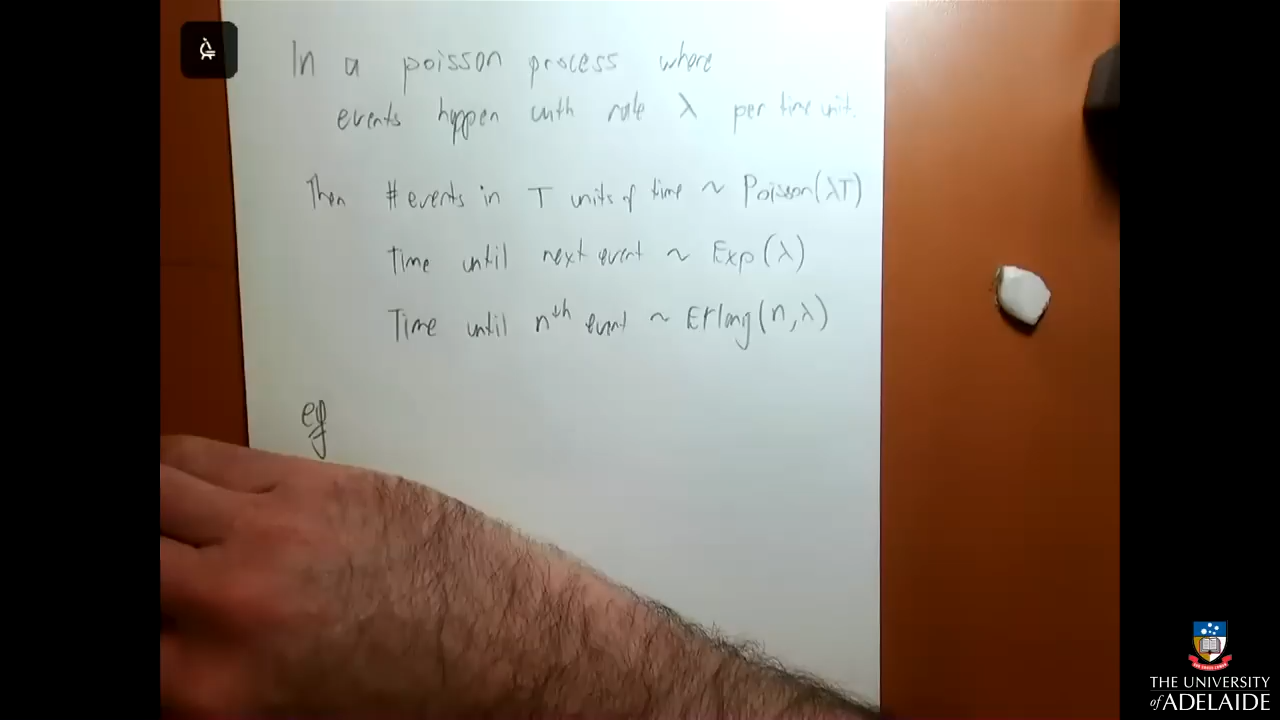 In a poisson process where
events happen with rate λ per time unit.
Then # events in T units of time ~ Poisson(λT)
Time until next event ~ Exp(λ)
Time until nth event ~ Erlang(n, λ)
eg
THE UNIVERSITY
of ADELAIDE